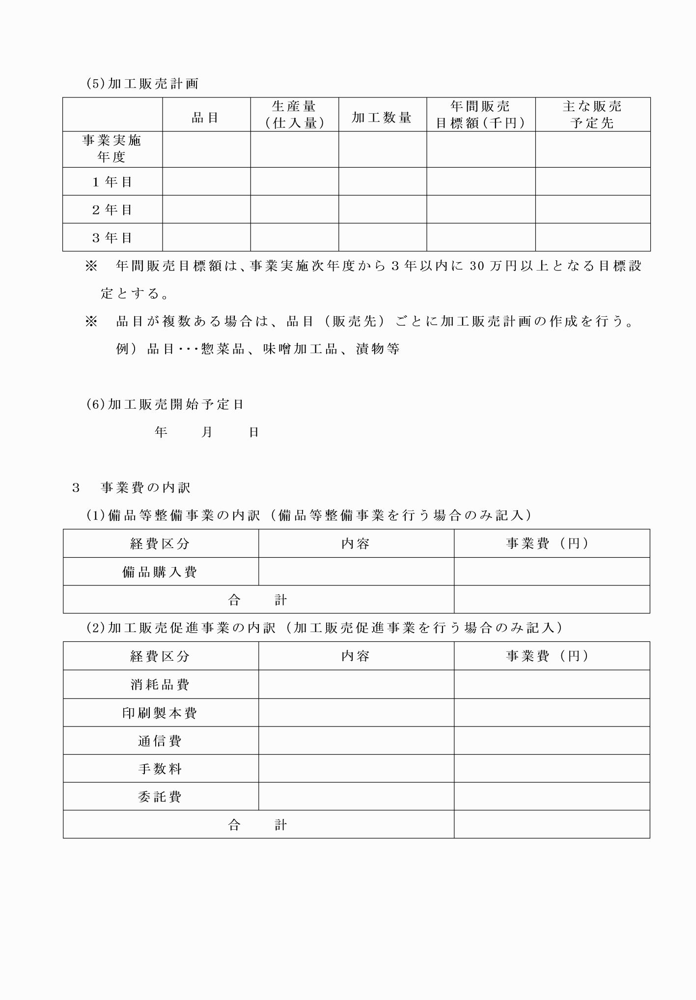 (5)加工販売計画
品目
生産量
（仕入量）
加工数量
年間販売
目標額(千円)
主な販売
予定先
事業実施
年度
1 年目
2 年目
3 年目
※　年間販売目標額は、事業実施次年度から３年以内に 30 万円以上となる目標設
定とする。
※　品目が複数ある場合は、品目（販売先）ごとに加工販売計画の作成を行う。
例）品目･･･惣菜品、味噌加工品、漬物等
(6)加工販売開始予定日
年　　月　　日
３　事業費の内訳
(1)備品等整備事業の内訳（備品等整備事業を行う場合のみ記入）
経費区分　内容　事業費（円）
備品購入費
合　　計
(2)加工販売促進事業の内訳（加工販売促進事業を行う場合のみ記入）
経費区分　内容　事業費（円）
消耗品費
印刷製本費
通信費
手数料
委託費
合　　計